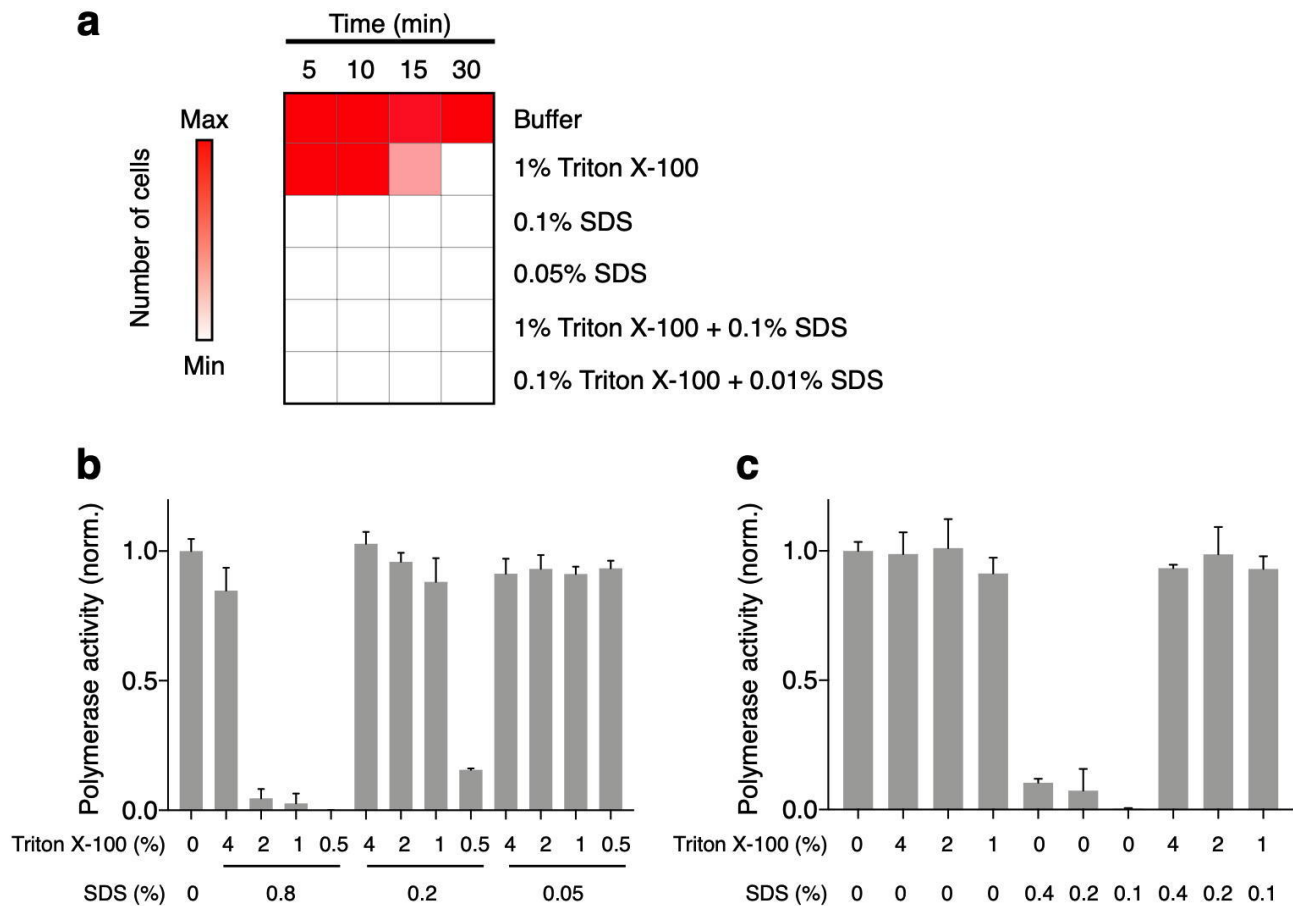 a
Time (min)
5 10 15 30
Max
Number of cells
Min
Buffer
1% Triton X-100
0.1% SDS
0.05% SDS
1% Triton X-100 + 0.1% SDS
0.1% Triton X-100 + 0.01% SDS
b
Polymerase activity (norm.)
1.0
0.5
0.0
Triton X-100 (%) 0 4 2 1 0.5 4 2 1 0.5 4 2 1 0.5
SDS (%) 0 0.8 0.2 0.05
c
Polymerase activity (norm.)
1.0
0.5
0.0
Triton X-100 (%) 0 4 2 1 0 0 0 4 2 1
SDS (%) 0 0 0 0 0.4 0.2 0.1 0.4 0.2 0.1